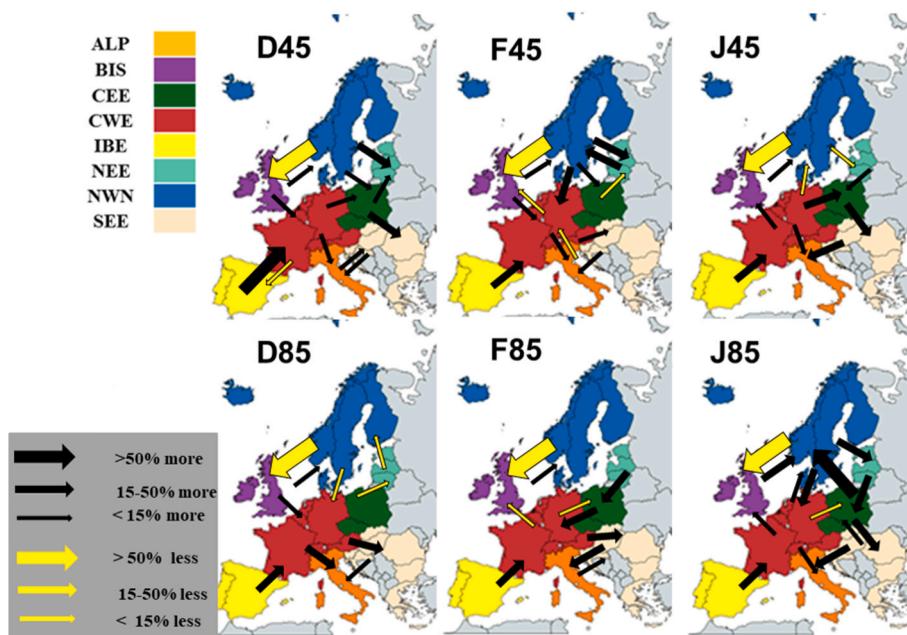 ALP
BIS
CEE
CWE
IBE
NEE
NWN
SEE
D45
F45
J45
D85
F85
J85
>50% more
15-50% more
< 15% more
> 50% less
15-50% less
< 15% less